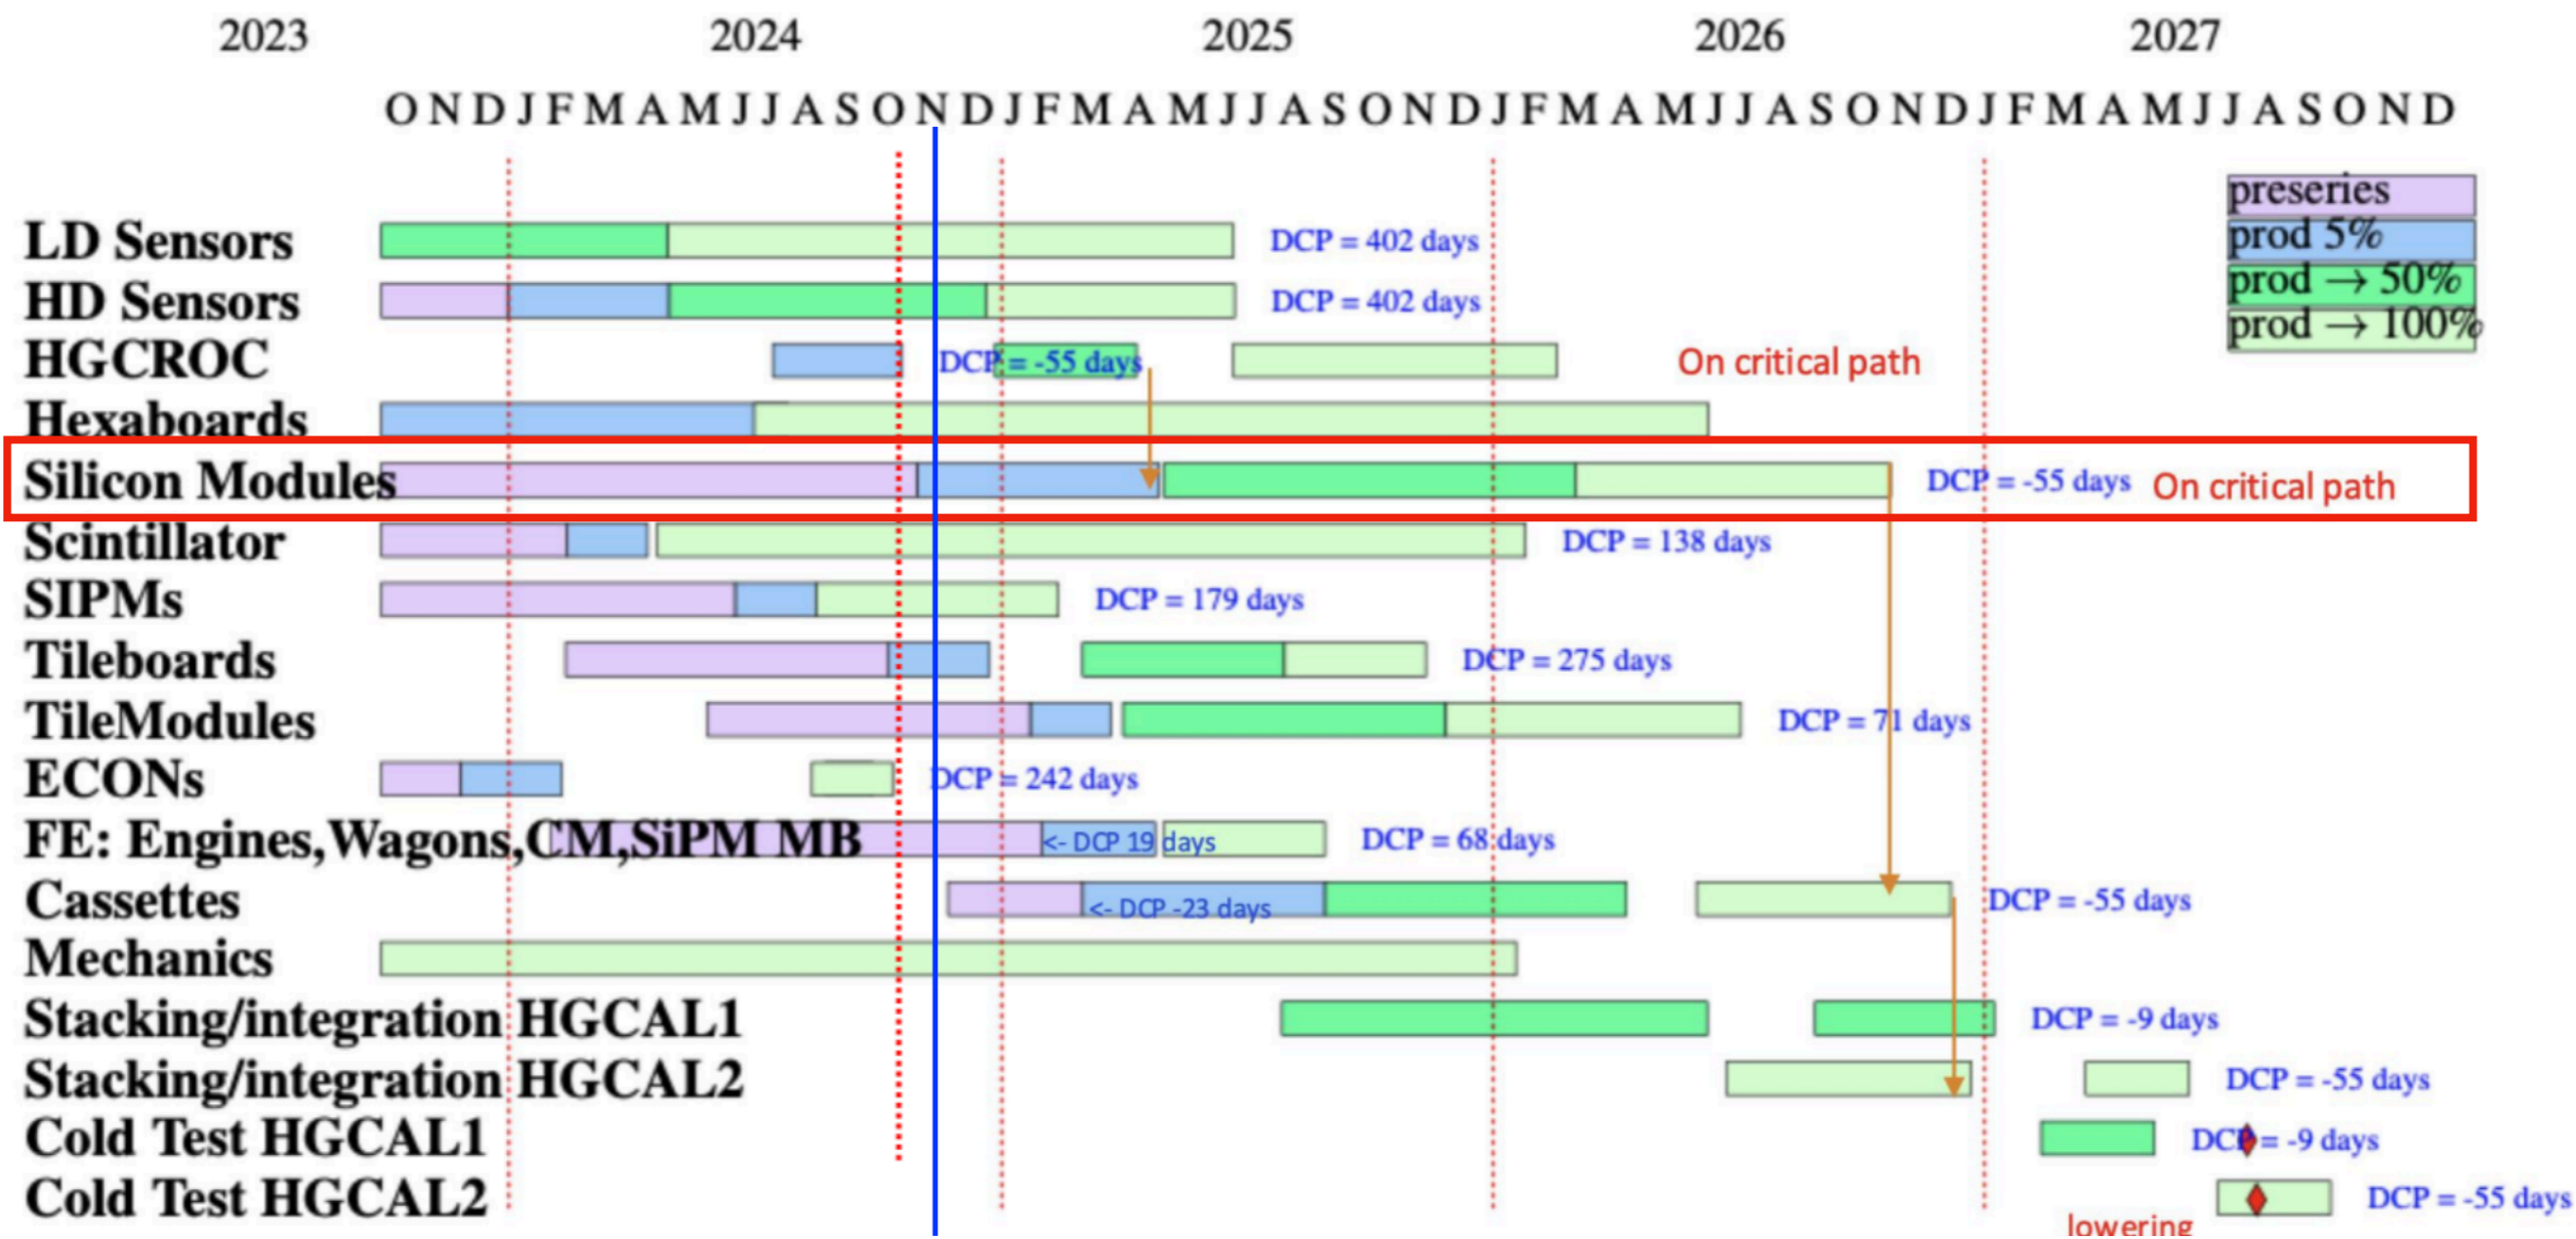 2023 2024 2025 2026 2027
O N D J F M A M J J A S O N D J F M A M J J A S O N D J F M A M J J A S O N D J F M A M J J A S O N D
preseries
prod 5%
prod → 50%
prod → 100%
LD Sensors DCP = 402 days
HD Sensors DCP = 402 days
HGCROC DCP = -55 days On critical path
Hexaboards
Silicon Modules DCP = -55 days On critical path
Scintillator DCP = 138 days
SIPMs DCP = 179 days
Tileboards DCP = 275 days
TileModules DCP = 71 days
ECONs DCP = 242 days
FE: Engines,Wagons,CM,SiPM MB <- DCP 19 days DCP = 68 days
Cassettes <- DCP -23 days DCP = -55 days
Mechanics
Stacking/integration HGCAL1 DCP = -9 days
Stacking/integration HGCAL2 DCP = -55 days
Cold Test HGCAL1 DCP = -9 days
Cold Test HGCAL2 DCP = -55 days
lowering